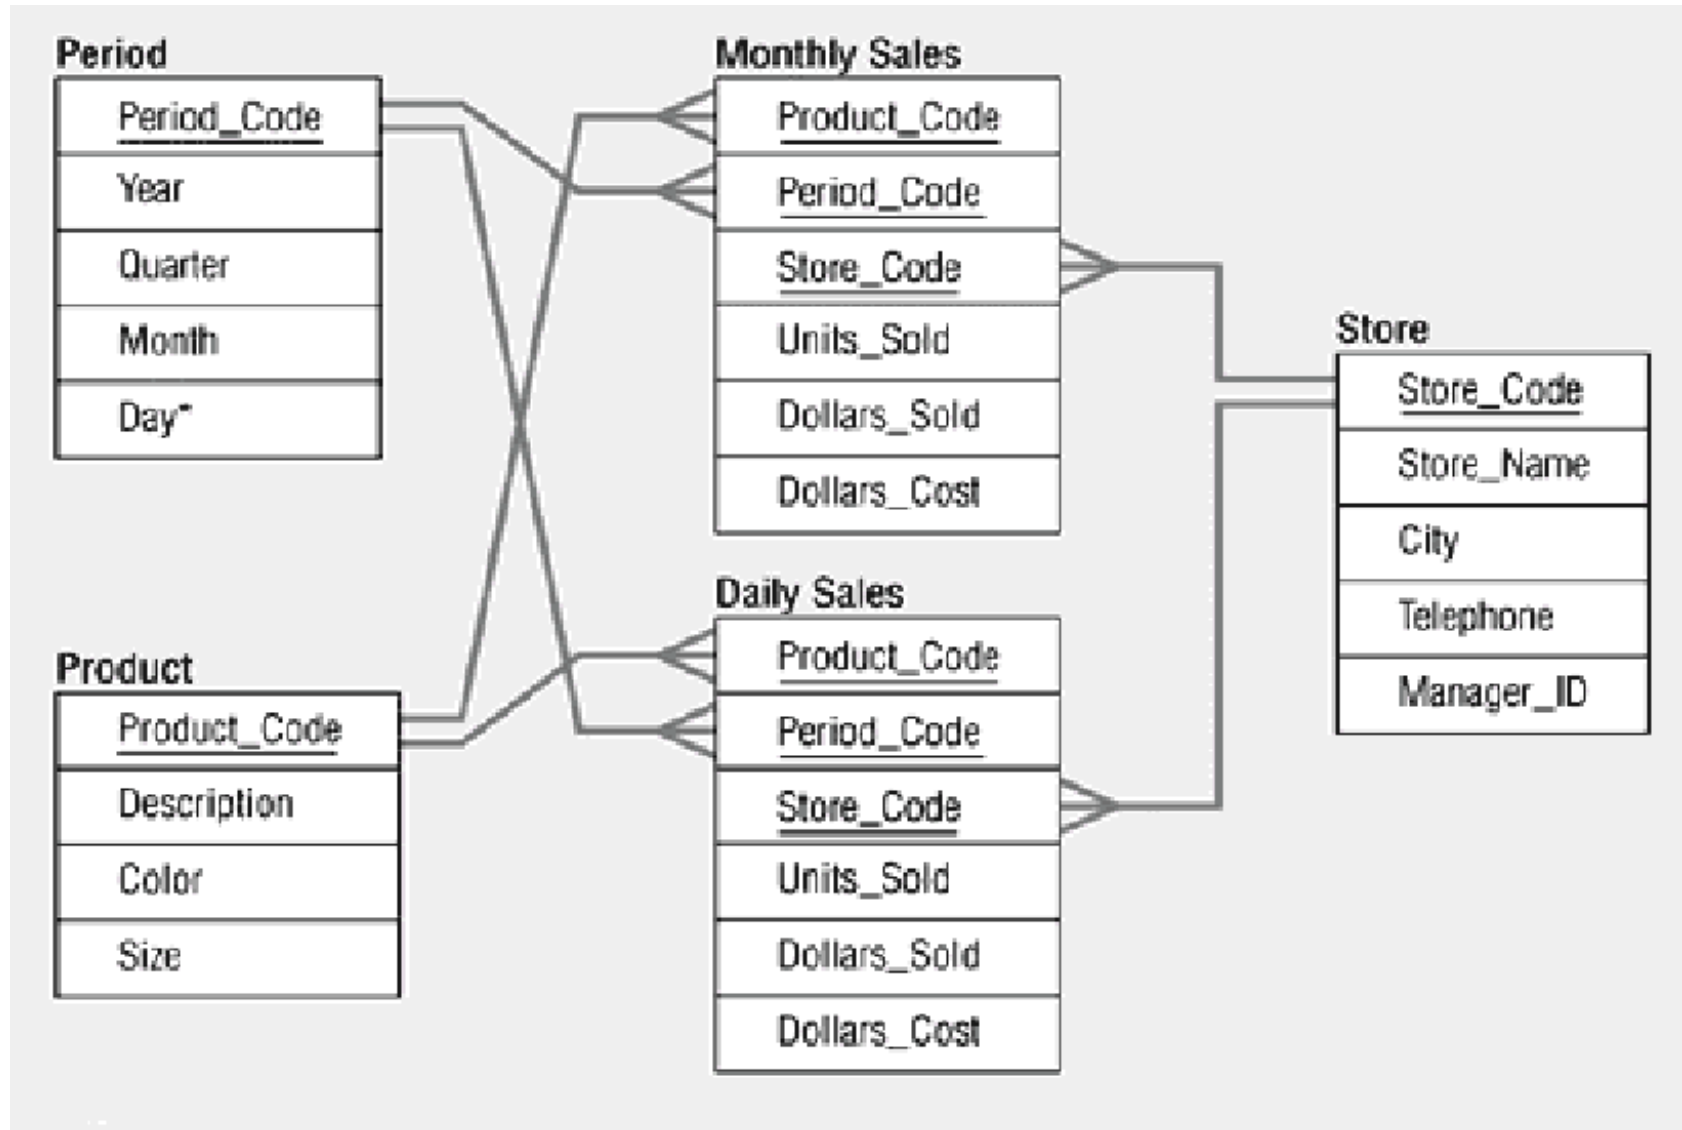 Period
Period_Code
Year
Quarter
Month
Day*
Product
Product_Code
Description
Color
Size
Monthly Sales
Product_Code
Period_Code
Store_Code
Units_Sold
Dollars_Sold
Dollars_Cost
Daily Sales
Product_Code
Period_Code
Store_Code
Units_Sold
Dollars_Sold
Dollars_Cost
Store
Store_Code
Store_Name
City
Telephone
Manager_ID